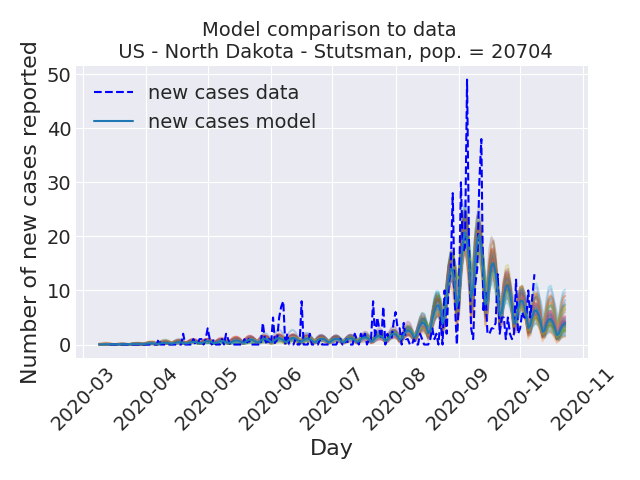 Model comparison to data
US - North Dakota - Stutsman, pop. = 20704
Number of new cases reported
50
40
30
20
10
0
new cases data
new cases model
2020-03
2020-04
2020-05
2020-06
2020-07
2020-08
2020-09
2020-10
2020-11
Day